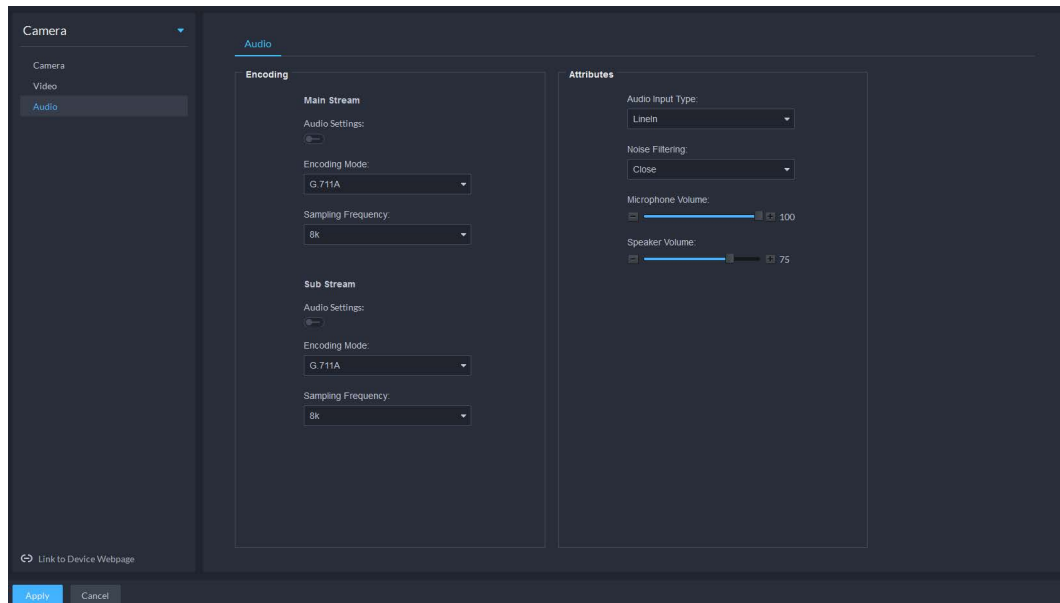 Camera
Camera
Video
Audio
Link to Device Webpage
Audio
Encoding
Main Stream
Audio Settings:
Encoding Mode:
G.711A
Sampling Frequency:
8k
Sub Stream
Audio Settings:
Encoding Mode:
G.711A
Sampling Frequency:
8k
Attributes
Audio Input Type:
LineIn
Noise Filtering:
Close
Microphone Volume:
100
Speaker Volume:
75
Apply Cancel